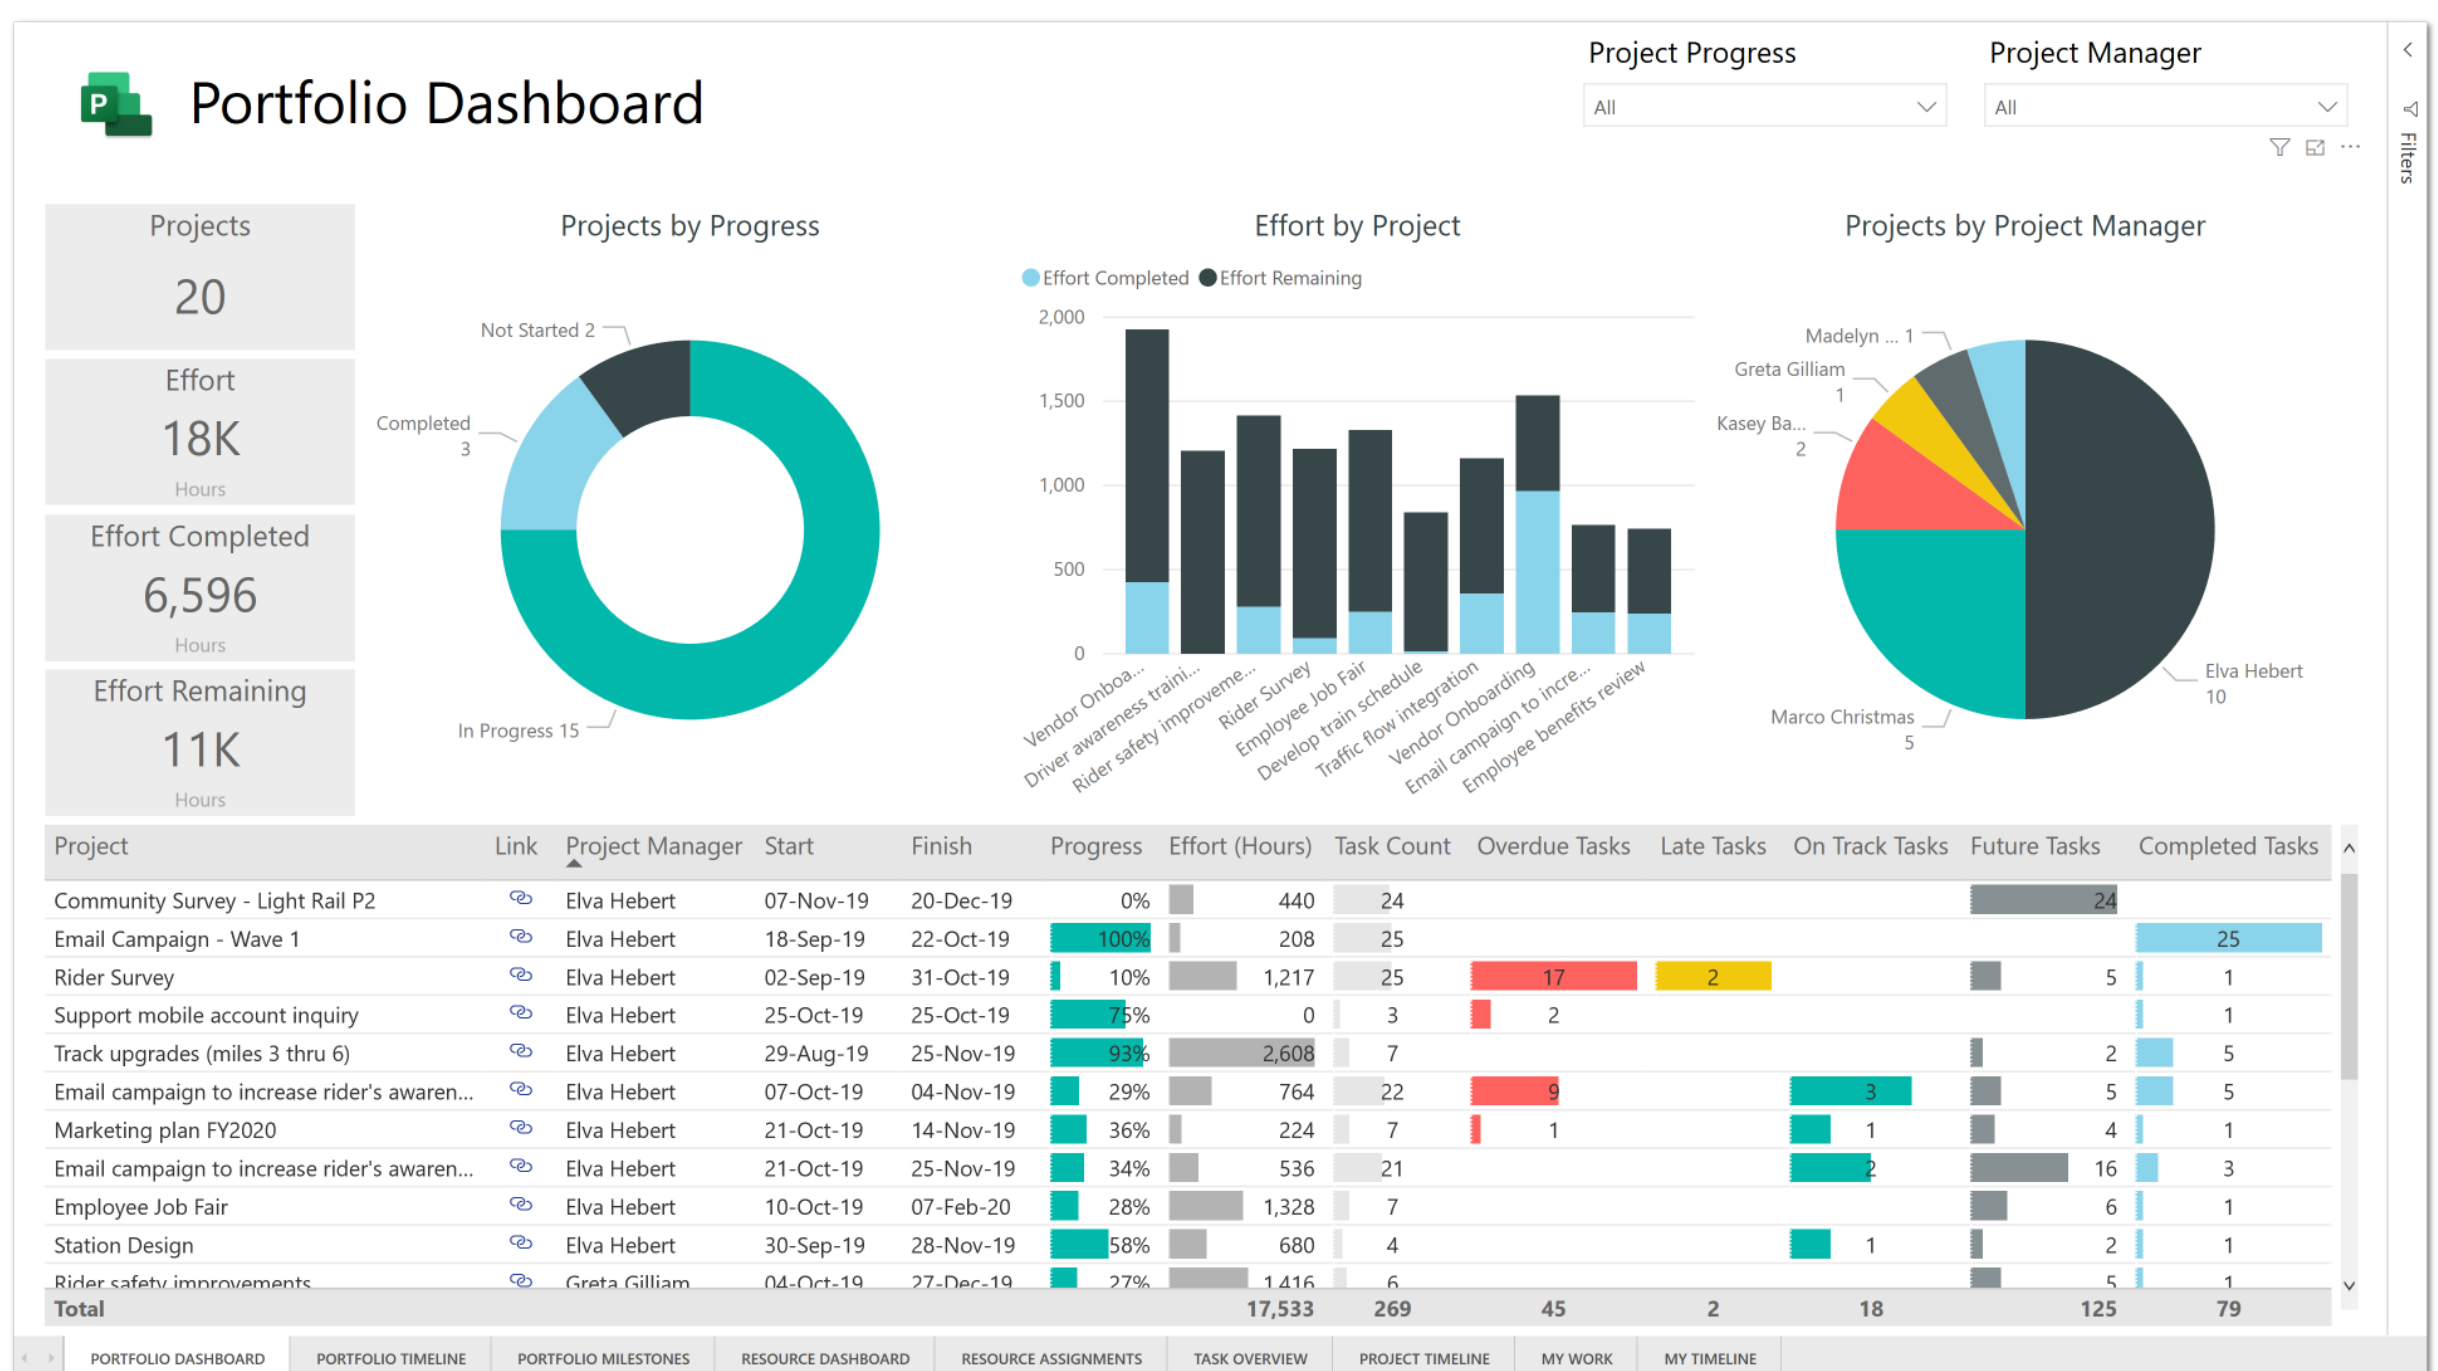 Project Progress
Project Manager
P
Portfolio Dashboard
All
All
Filters
Projects
20
Effort
18K
Hours
Effort Completed
6,596
Hours
Effort Remaining
11K
Hours
Projects by Progress
Not Started 2
Completed
3
In Progress 15
Effort by Project
Effort Completed Effort Remaining
2,000
1,500
1,000
500
0
Vendor Onboa...
Driver awareness traini...
Rider safety improveme...
Rider Survey
Employee Job Fair
Develop train schedule
Traffic flow integration
Vendor Onboarding
Email campaign to incre...
Employee benefits review
Projects by Project Manager
Madelyn ... 1
Greta Gilliam
1
Kasey Ba...
2
Marco Christmas
5
Elva Hebert
10
Project Link Project Manager Start Finish Progress Effort (Hours) Task Count Overdue Tasks Late Tasks On Track Tasks Future Tasks Completed Tasks
Community Survey - Light Rail P2 Elva Hebert 07-Nov-19 20-Dec-19 0% 440 24 24
Email Campaign - Wave 1 Elva Hebert 18-Sep-19 22-Oct-19 100% 208 25 25
Rider Survey Elva Hebert 02-Sep-19 31-Oct-19 10% 1,217 25 17 2 5 1
Support mobile account inquiry Elva Hebert 25-Oct-19 25-Oct-19 75% 0 3 2 1
Track upgrades (miles 3 thru 6) Elva Hebert 29-Aug-19 25-Nov-19 93% 2,608 7 2 5
Email campaign to increase rider's awaren... Elva Hebert 07-Oct-19 04-Nov-19 29% 764 22 9 3 5 5
Marketing plan FY2020 Elva Hebert 21-Oct-19 14-Nov-19 36% 224 7 1 1 4 1
Email campaign to increase rider's awaren... Elva Hebert 21-Oct-19 25-Nov-19 34% 536 21 2 16 3
Employee Job Fair Elva Hebert 10-Oct-19 07-Feb-20 28% 1,328 7 6 1
Station Design Elva Hebert 30-Sep-19 28-Nov-19 58% 680 4 1 2 1
Rider safety improvements Greta Gilliam 04-Oct-19 27-Dec-19 27% 1,416 6 5 1
Total 17,533 269 45 2 18 125 79
PORTFOLIO DASHBOARD PORTFOLIO TIMELINE PORTFOLIO MILESTONES RESOURCE DASHBOARD RESOURCE ASSIGNMENTS TASK OVERVIEW PROJECT TIMELINE MY WORK MY TIMELINE